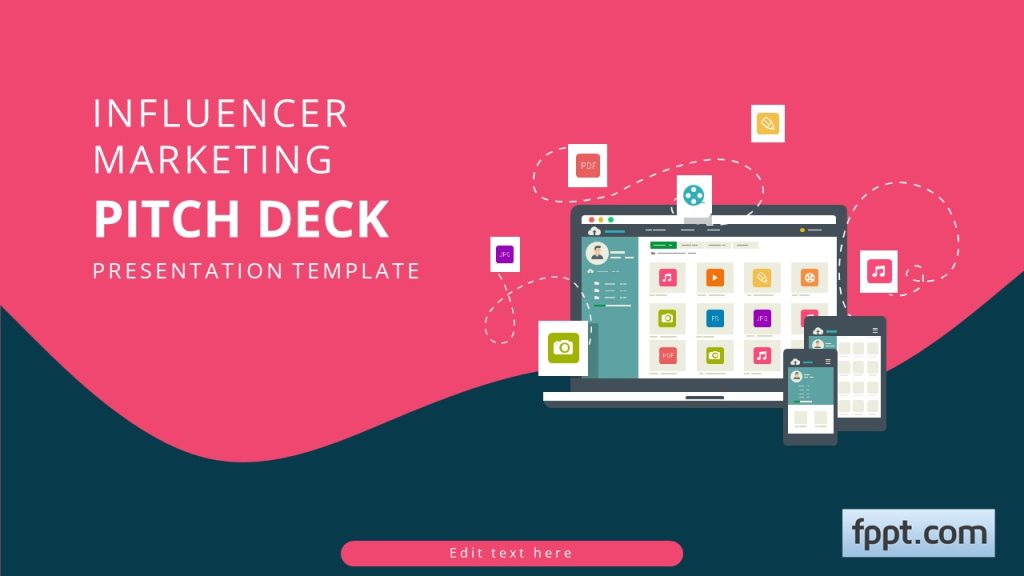 INFLUENCER
MARKETING
PITCH DECK
PRESENTATION TEMPLATE
PDF
JPG
PS
JPG
PDF
Edit text here
fppt.com